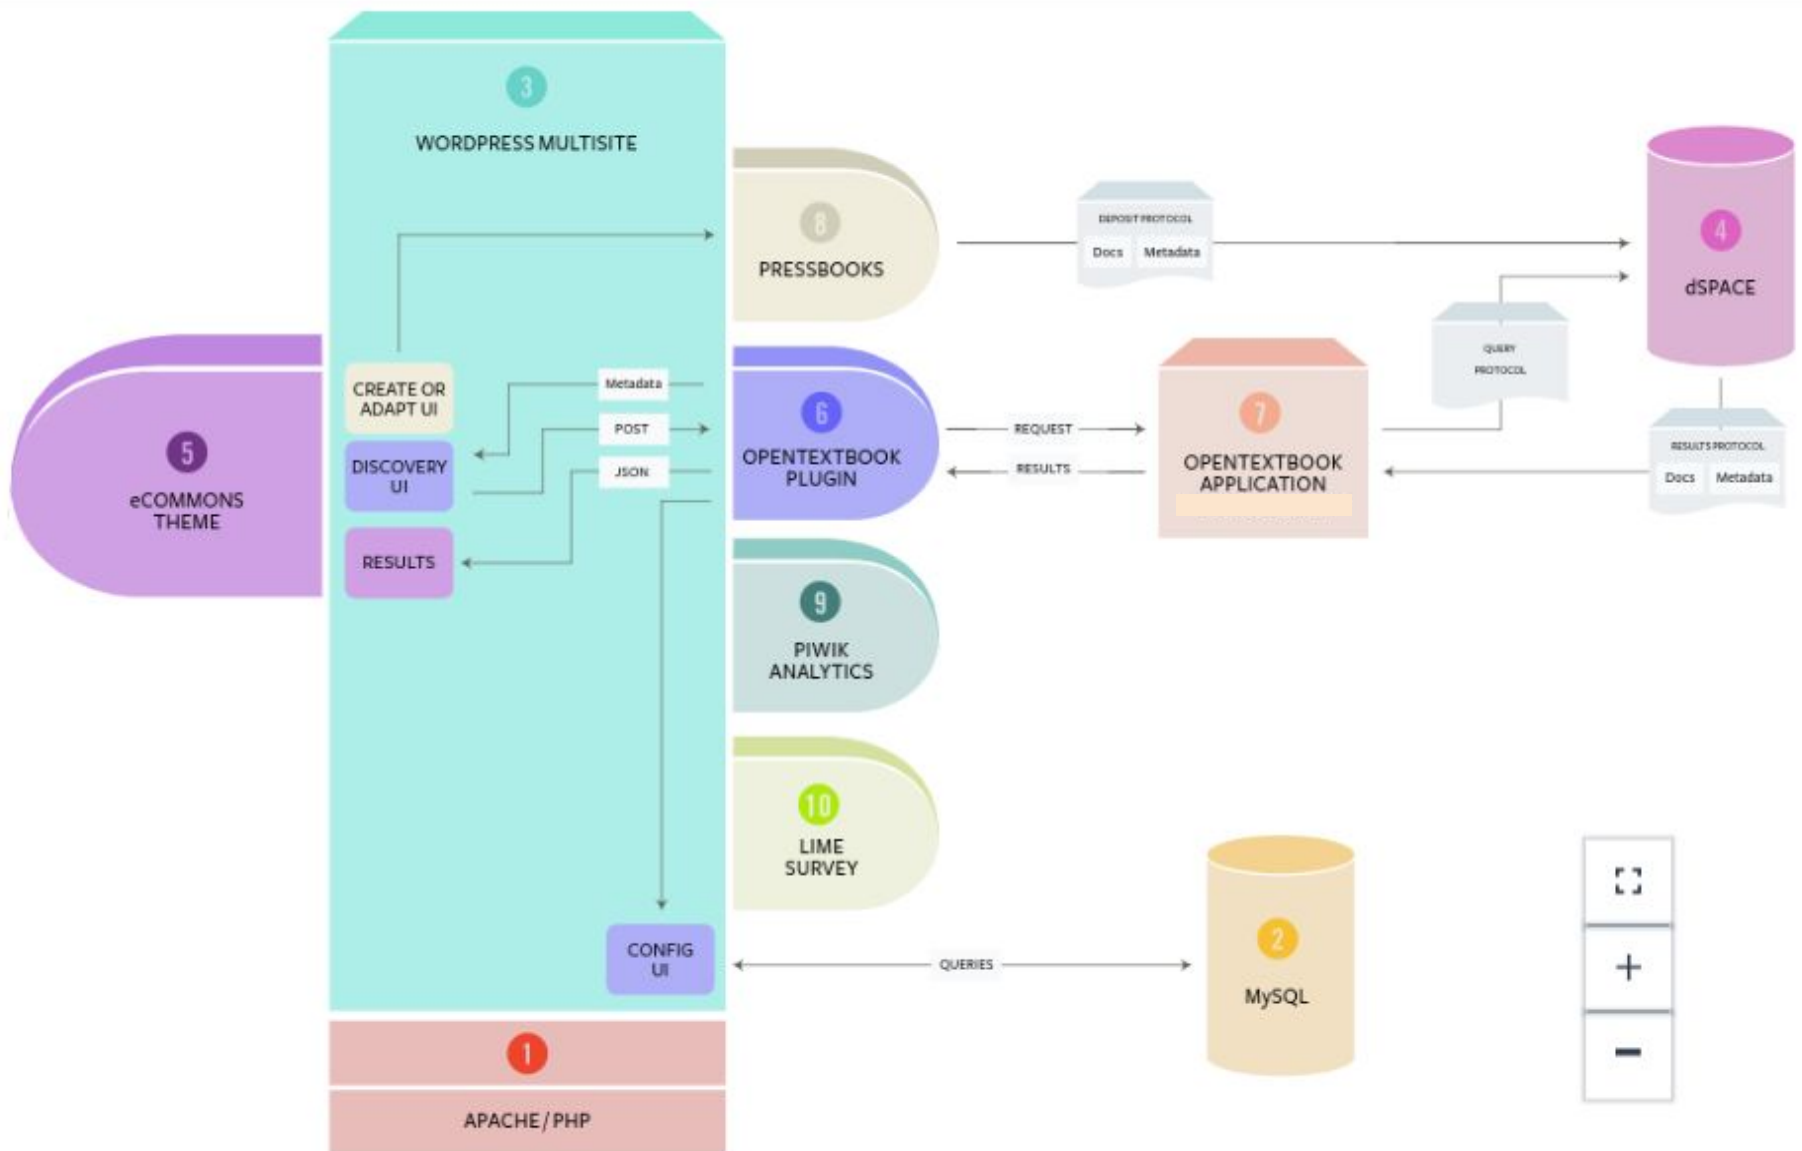 3
WORDPRESS MULTISITE
8
PRESSBOOKS
DEPOSIT PROTOCOL
Docs
Metadata
4
dSPACE
QUERY
PROTOCOL
5
eCOMMONS
THEME
CREATE OR
ADAPT UI
DISCOVERY
UI
RESULTS
Metadata
POST
JSON
6
OPENTEXTBOOK
PLUGIN
REQUEST
RESULTS
7
OPENTEXTBOOK
APPLICATION
RESULTS PROTOCOL
Docs
Metadata
9
PIWIK
ANALYTICS
10
LIME
SURVEY
CONFIG
UI
QUERIES
2
MySQL
1
APACHE / PHP